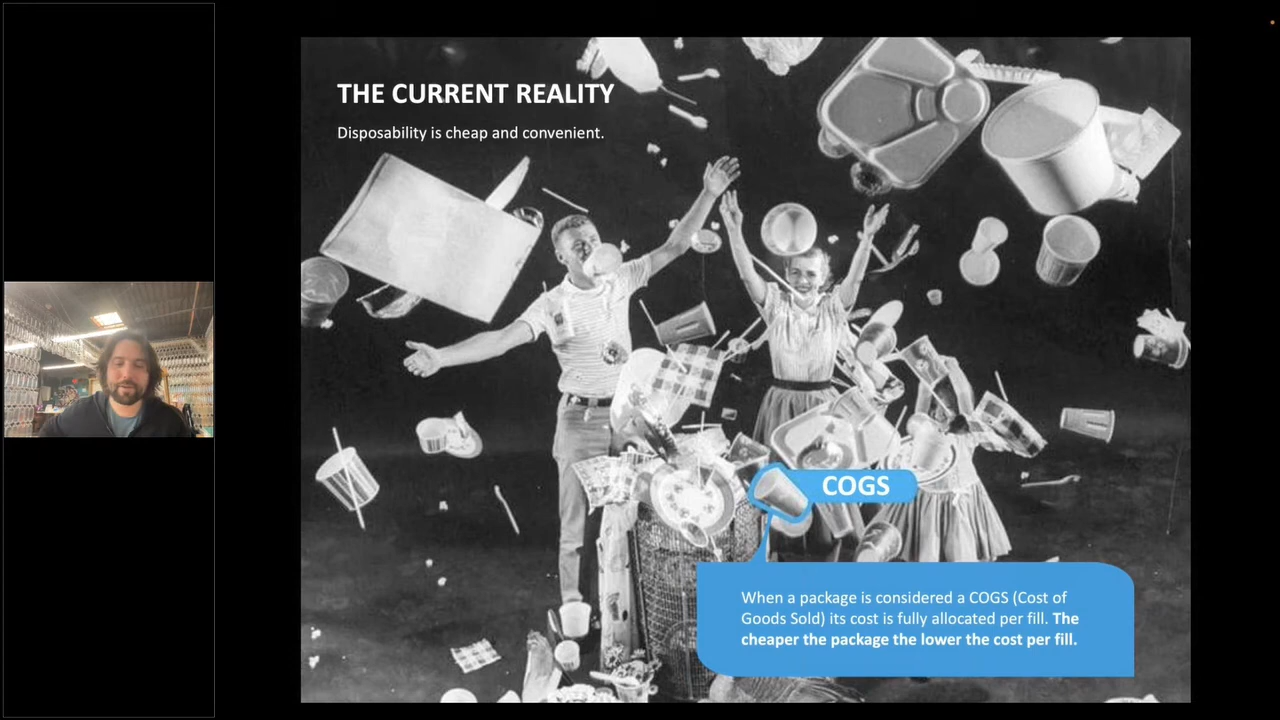 THE CURRENT REALITY
Disposability is cheap and convenient.
COGS
When a package is considered a COGS (Cost of
Goods Sold) its cost is fully allocated per fill. The
cheaper the package the lower the cost per fill.